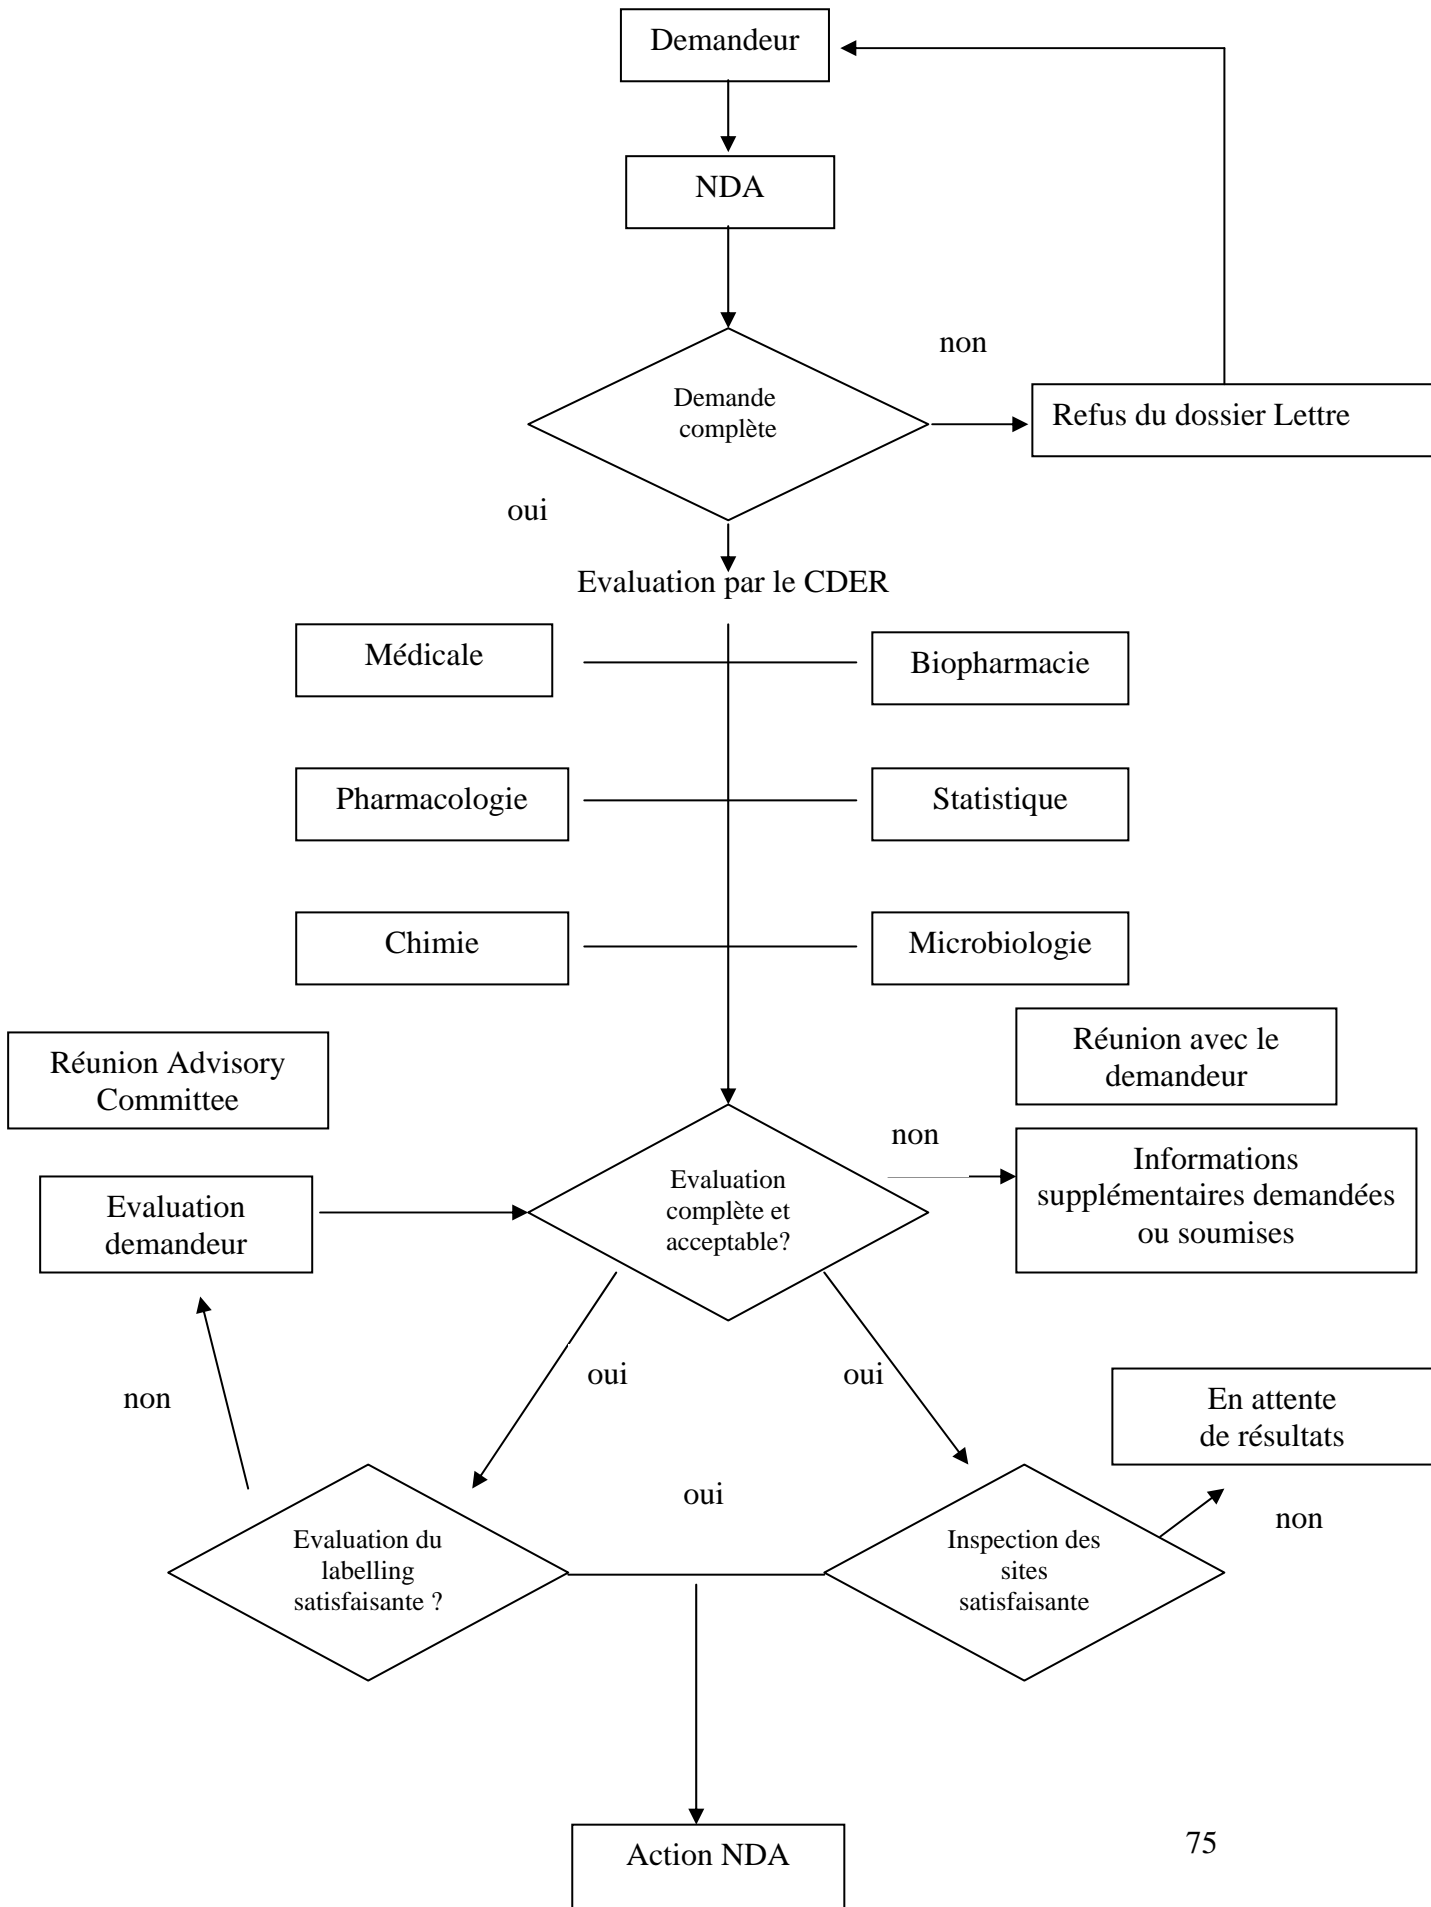 Demandeur
NDA
non
Demande
complète
Refus du dossier Lettre
oui
Evaluation par le CDER
Médicale
Biopharmacie
Pharmacologie
Statistique
Chimie
Microbiologie
Réunion Advisory
Committee
Réunion avec le
demandeur
non
Evaluation
demandeur
Evaluation
complète et
acceptable?
Informations
supplémentaires demandées
ou soumises
oui
oui
non
En attente
de résultats
oui
non
Evaluation du
labelling
satisfaisante ?
Inspection des
sites
satisfaisante
Action NDA
75